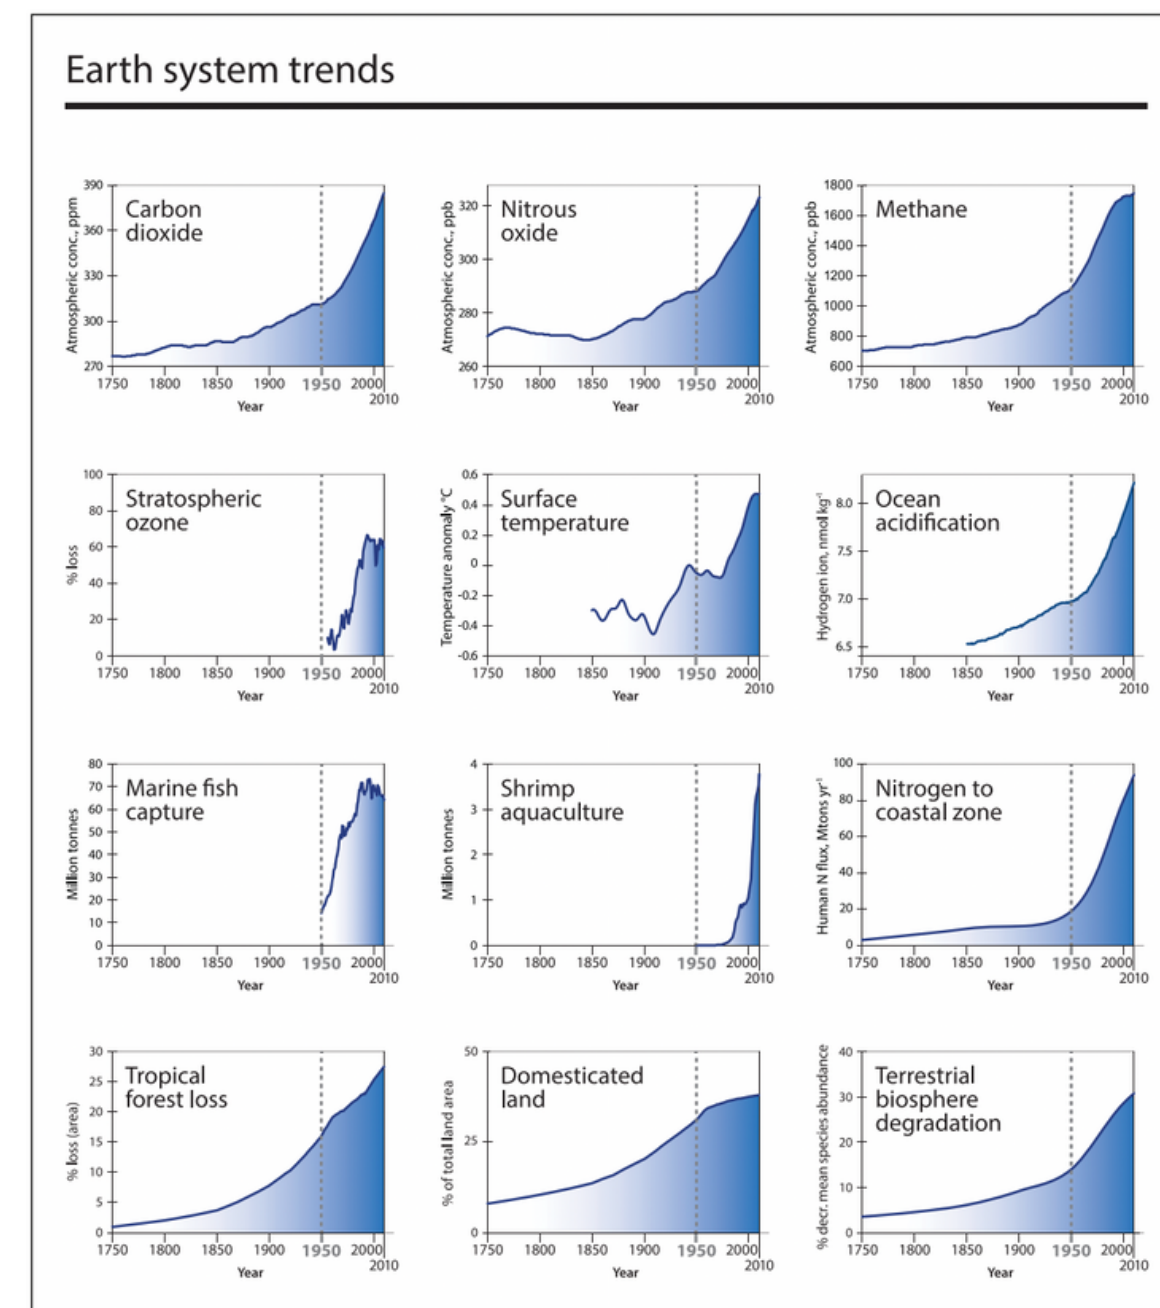 Earth system trends
Atmospheric conc., ppm
390
360
330
300
270
Carbon
dioxide
1750 1800 1850 1900 1950 2000
2010
Year
Atmospheric conc., ppb
320
300
280
260
Nitrous
oxide
1750 1800 1850 1900 1950 2000
2010
Year
Atmospheric conc., ppb
1800
1600
1400
1200
1000
800
600
Methane
1750 1800 1850 1900 1950 2000
2010
Year
% loss
100
80
60
40
20
0
Stratospheric
ozone
1750 1800 1850 1900 1950 2000
2010
Year
Temperature anomaly °C
0.6
0.4
0.2
0
-0.2
-0.4
-0.6
Surface
temperature
1750 1800 1850 1900 1950 2000
2010
Year
Hydrogen ion, nmol kg⁻¹
8.0
7.5
7.0
6.5
Ocean
acidification
1750 1800 1850 1900 1950 2000
2010
Year
Million tonnes
80
70
60
50
40
30
20
10
0
Marine fish
capture
1750 1800 1850 1900 1950 2000
2010
Year
Million tonnes
4
3
2
1
0
Shrimp
aquaculture
1750 1800 1850 1900 1950 2000
2010
Year
Human N flux, Mtons yr⁻¹
100
80
60
40
20
0
Nitrogen to
coastal zone
1750 1800 1850 1900 1950 2000
2010
Year
% loss (area)
30
25
20
15
10
5
0
Tropical
forest loss
1750 1800 1850 1900 1950 2000
2010
Year
% of total land area
50
25
0
Domesticated
land
1750 1800 1850 1900 1950 2000
2010
Year
% decr. mean species abundance
40
30
20
10
0
Terrestrial
biosphere
degradation
1750 1800 1850 1900 1950 2000
2010
Year